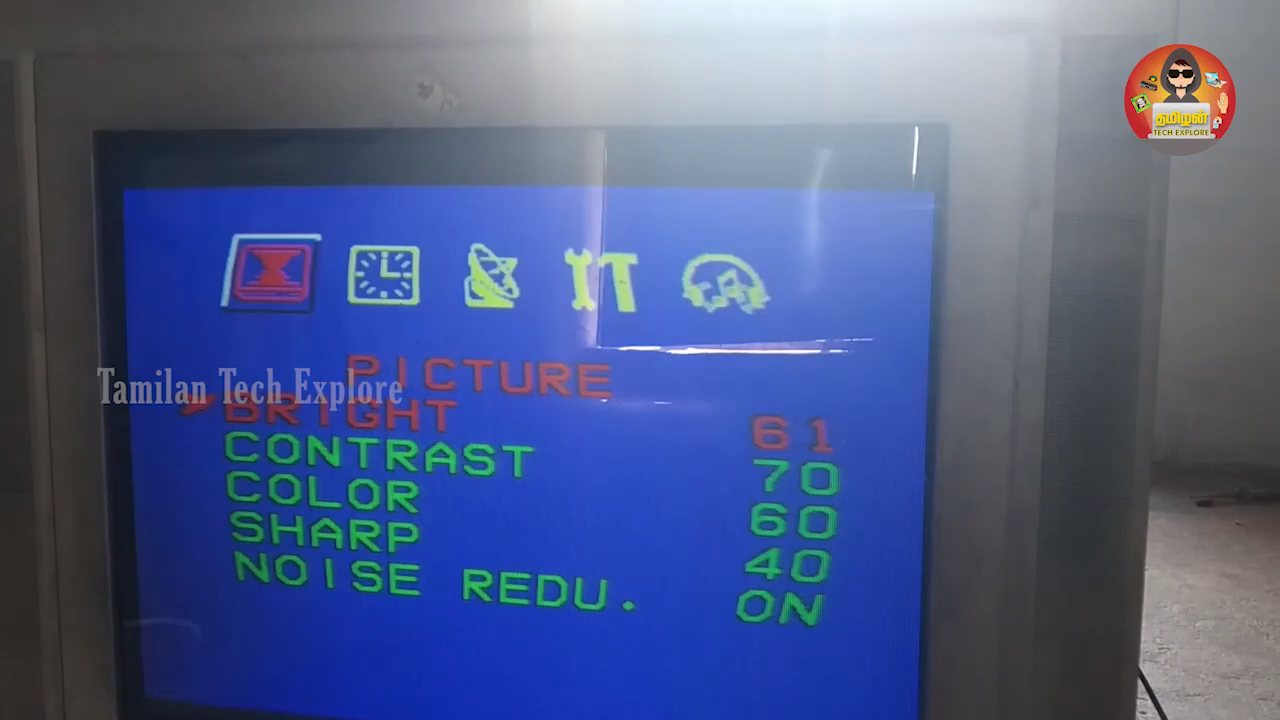 தமிழன்
TECH EXPLORE
PICTURE
Tamilan Tech Explore
BRIGHT 61
CONTRAST 70
COLOR 60
SHARP 40
NOISE REDU. ON